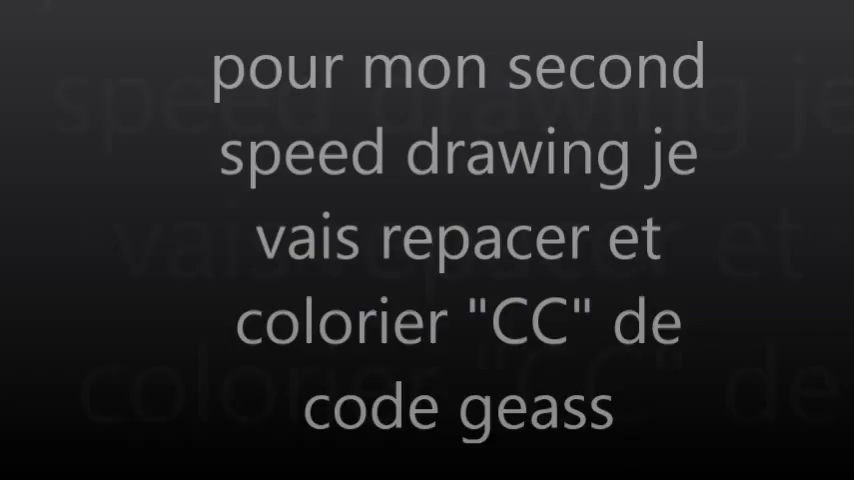 pour mon second
speed drawing je
vais repacer et
colorier "CC" de
code geass